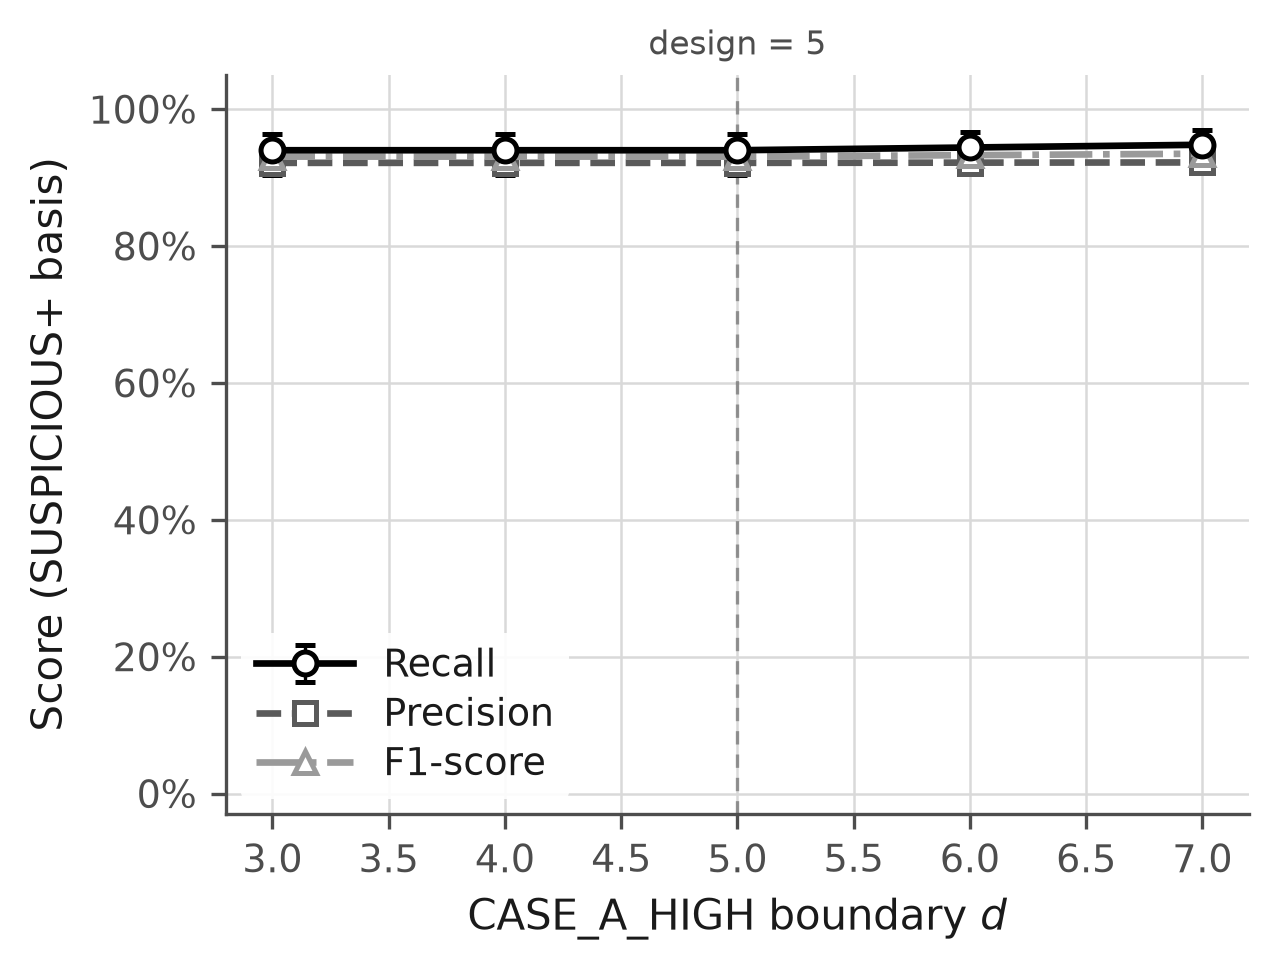 design = 5
100%
80%
60%
40%
20%
0%
Score (SUSPICIOUS+ basis)
Recall
Precision
F1-score
3.0 3.5 4.0 4.5 5.0 5.5 6.0 6.5 7.0
CASE_A_HIGH boundary d